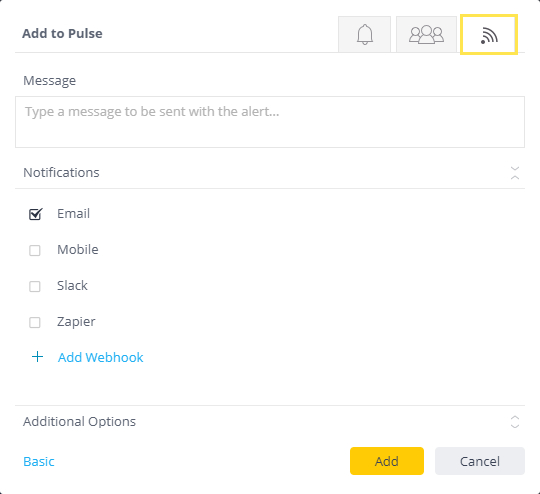 Add to Pulse
Message
Type a message to be sent with the alert...
Notifications
Email
Mobile
Slack
Zapier
+ Add Webhook
Additional Options
Basic
Add
Cancel